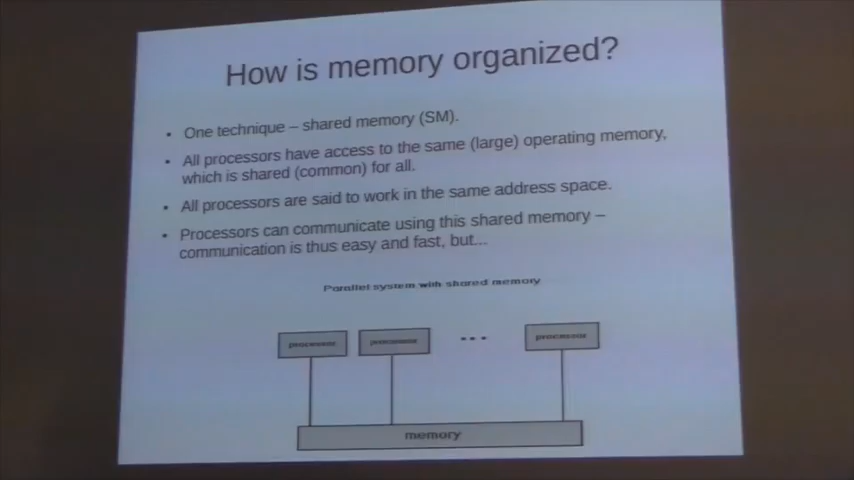 How is memory organized?
• One technique – shared memory (SM).
• All processors have access to the same (large) operating memory,
which is shared (common) for all.
• All processors are said to work in the same address space.
• Processors can communicate using this shared memory –
communication is thus easy and fast, but...
Parallel system with shared memory
processor processor ... processor
memory